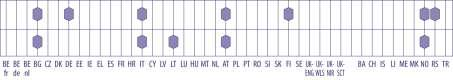 BE BE BE BG CZ DK DE EE IE EL ES FR HR IT CY LV LT LU HU MT NL AT PL PT RO SI SK FI SE UK- UK- UK- UK- BA CH IS LI ME MK NO RS TR
fr de nl ENG WLS NIR SCT